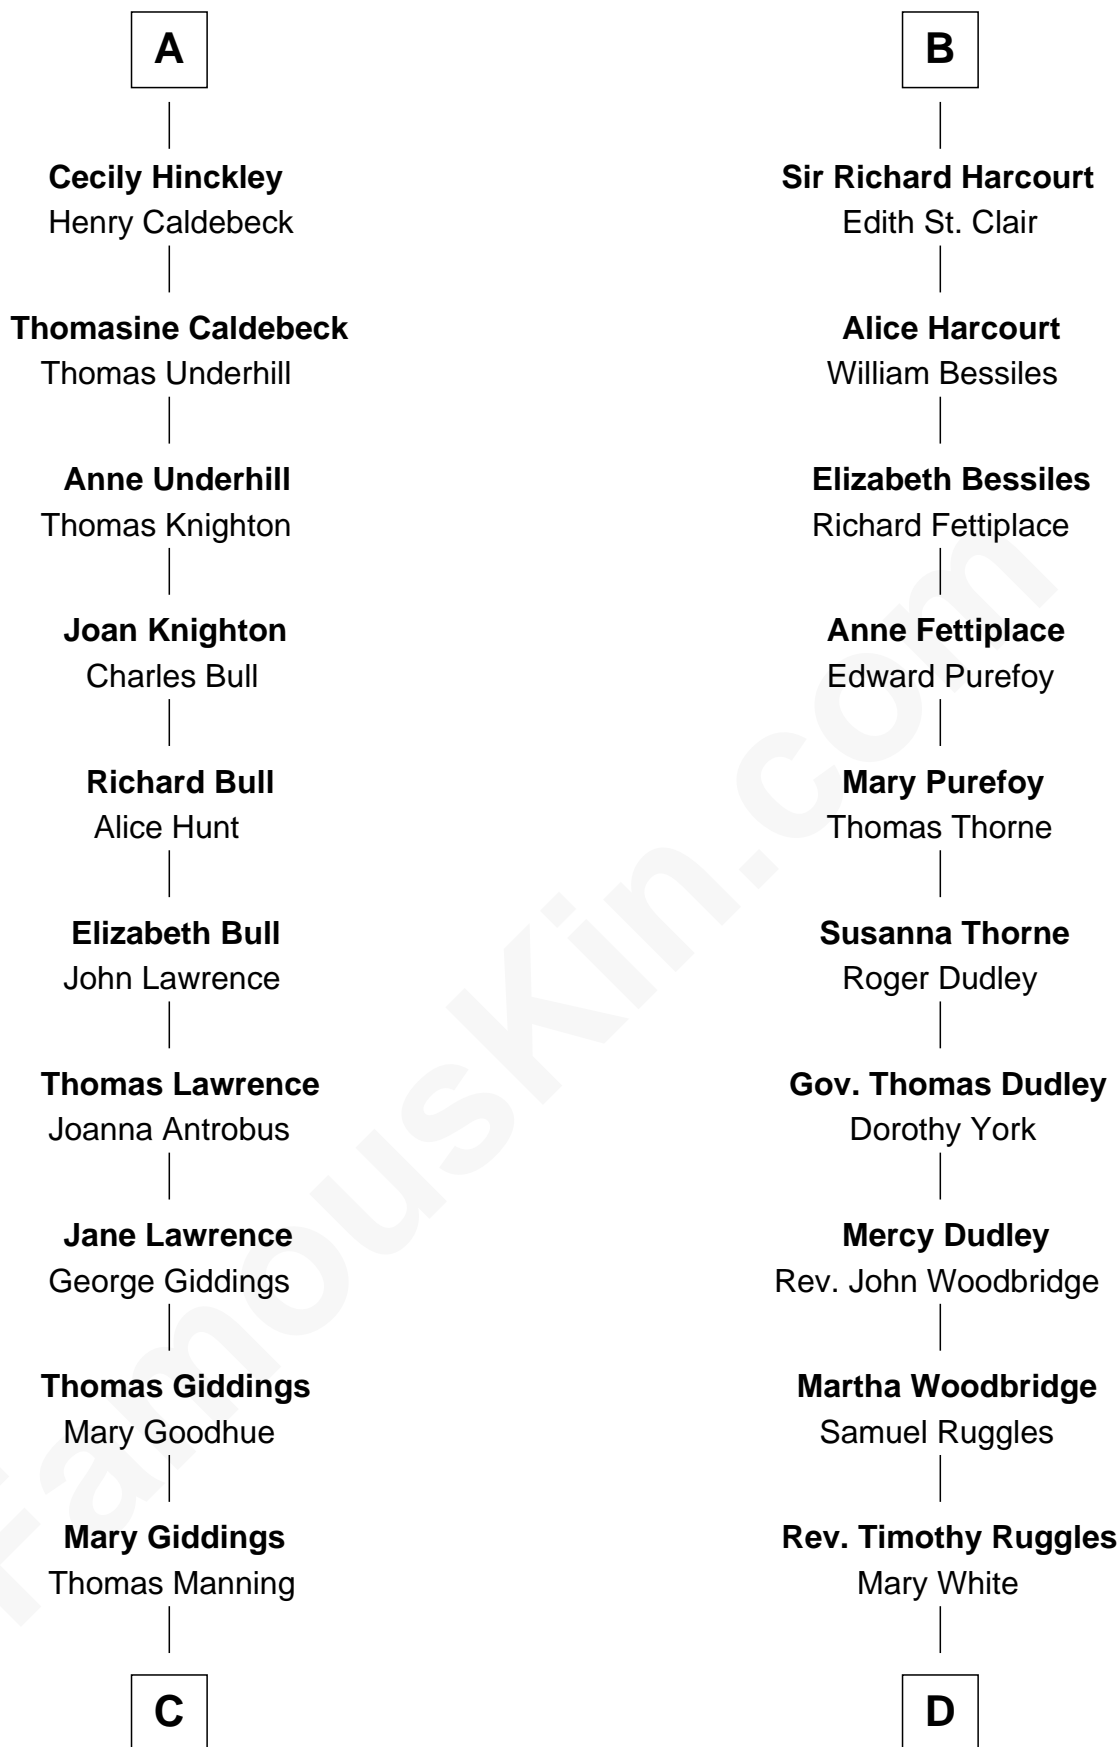 A
Cecily Hinckley
Henry Caldebeck
Thomasine Caldebeck
Thomas Underhill
Anne Underhill
Thomas Knighton
Joan Knighton
Charles Bull
Richard Bull
Alice Hunt
Elizabeth Bull
John Lawrence
Thomas Lawrence
Joanna Antrobus
Jane Lawrence
George Giddings
Thomas Giddings
Mary Goodhue
Mary Giddings
Thomas Manning
C
B
Sir Richard Harcourt
Edith St. Clair
Alice Harcourt
William Bessiles
Elizabeth Bessiles
Richard Fettiplace
Anne Fettiplace
Edward Purefoy
Mary Purefoy
Thomas Thorne
Susanna Thorne
Roger Dudley
Gov. Thomas Dudley
Dorothy York
Mercy Dudley
Rev. John Woodbridge
Martha Woodbridge
Samuel Ruggles
Rev. Timothy Ruggles
Mary White
D
FamousKin.com